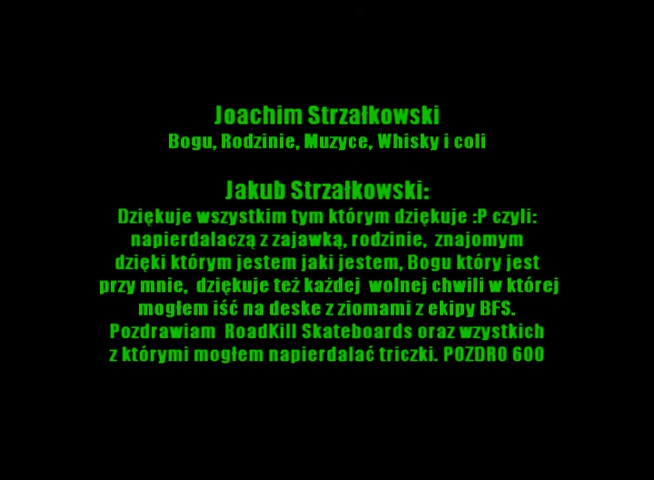 Joachim Strzałkowski
Bogu, Rodzinie, Muzyce, Whisky i coli
Jakub Strzałkowski:
Dziękuje wszystkim tym którym dziękuje :P czyli:
napierdalaczą z zajawką, rodzinie, znajomym
dzięki którym jestem jaki jestem, Bogu który jest
przy mnie, dziękuje też każdej wolnej chwili w której
mogłem iść na deske z ziomami z ekipy BFS.
Pozdrawiam RoadKill Skateboards oraz wzystkich
z którymi mogłem napierdalać triczki. POZDRO 600